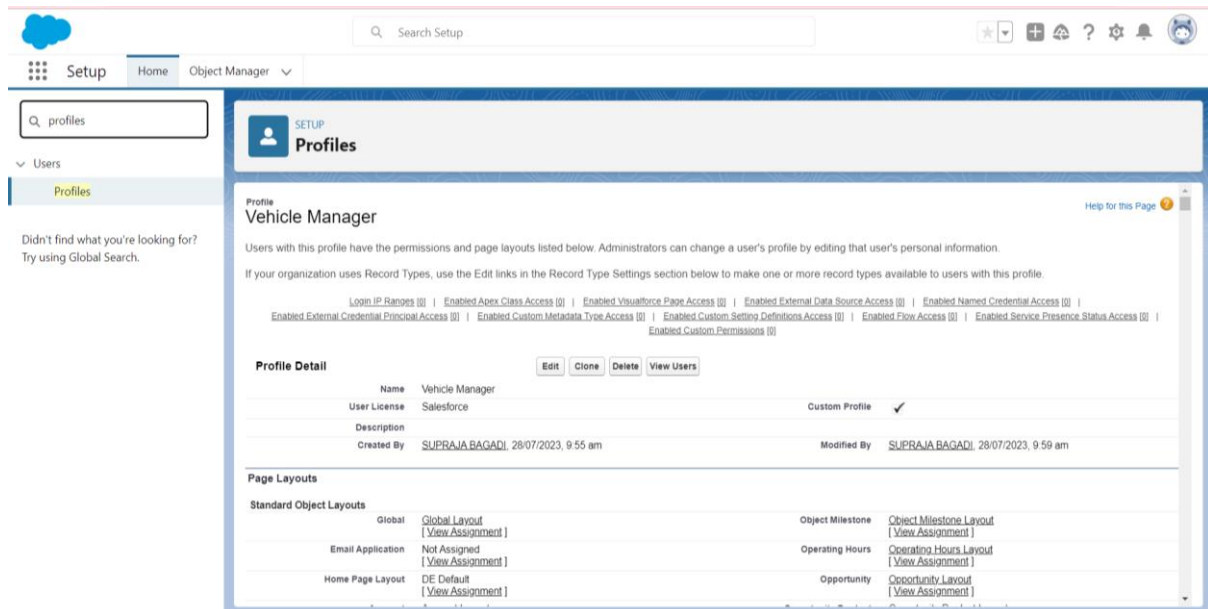 Search Setup
Setup Home Object Manager
profiles
Users
Profiles
Didn't find what you're looking for?
Try using Global Search.
SETUP
Profiles
Profile
Vehicle Manager
Help for this Page
Users with this profile have the permissions and page layouts listed below. Administrators can change a user's profile by editing that user's personal information.
If your organization uses Record Types, use the Edit links in the Record Type Settings section below to make one or more record types available to users with this profile.
Login IP Ranges [0] | Enabled Apex Class Access [0] | Enabled Visualforce Page Access [0] | Enabled External Data Source Access [0] | Enabled Named Credential Access [0] |
Enabled External Credential Principal Access [0] | Enabled Custom Metadata Type Access [0] | Enabled Custom Setting Definitions Access [0] | Enabled Flow Access [0] | Enabled Service Presence Status Access [0] |
Enabled Custom Permissions [0]
Profile Detail Edit Clone Delete View Users
Name Vehicle Manager
User License Salesforce Custom Profile ✓
Description
Created By SUPRAJA BAGADI, 28/07/2023, 9:55 am Modified By SUPRAJA BAGADI, 28/07/2023, 9:59 am
Page Layouts
Standard Object Layouts
Global Global Layout Object Milestone Object Milestone Layout
[ View Assignment ] [ View Assignment ]
Email Application Not Assigned Operating Hours Operating Hours Layout
[ View Assignment ] [ View Assignment ]
Home Page Layout DE Default Opportunity Opportunity Layout
[ View Assignment ] [ View Assignment ]